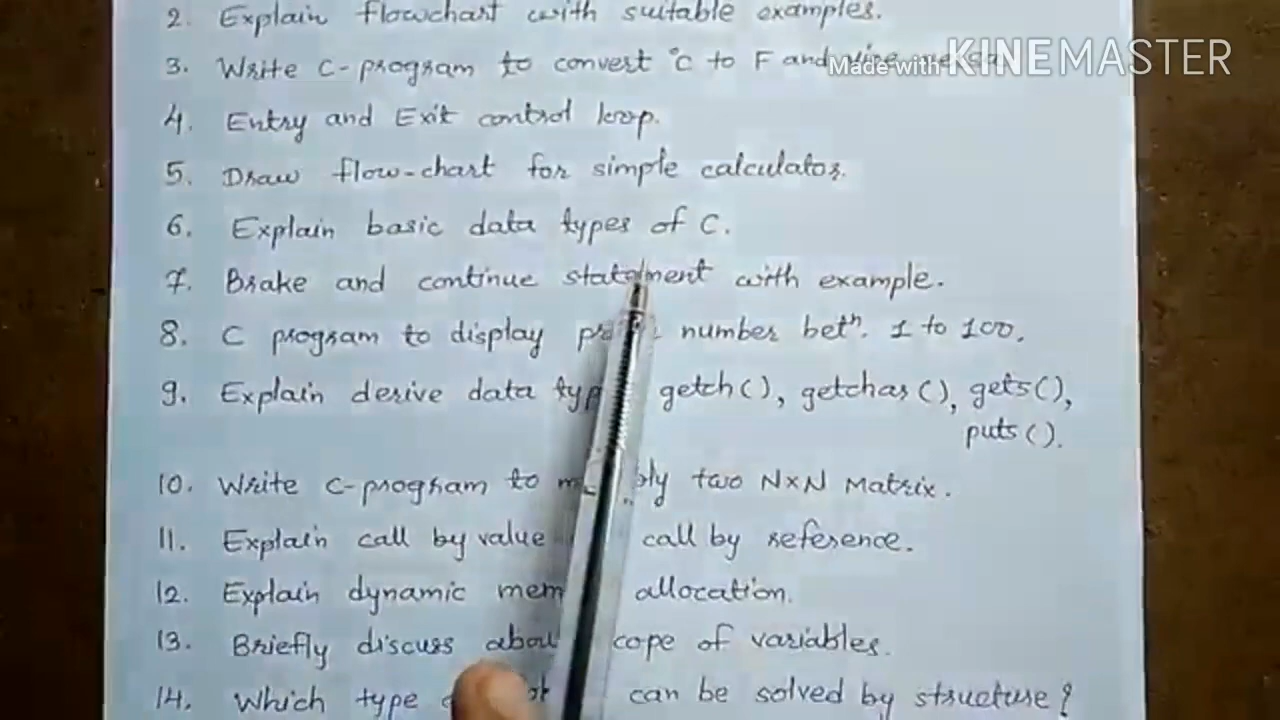 2. Explain flowchart with suitable examples.
3. Write C-program to convert °C to F and
Made with KINEMASTER
4. Entry and Exit control loop.
5. Draw flow-chart for simple calculator.
6. Explain basic data types of C.
7. Brake and continue statement with example.
8. C program to display number betⁿ. 1 to 100.
9. Explain derive data getch(), getchar(), gets(),
puts().
10. Write C-program to two N×N Matrix.
11. Explain call by value call by reference.
12. Explain dynamic allocation.
13. Briefly discuss of variables.
14. Which type can be solved by structure?